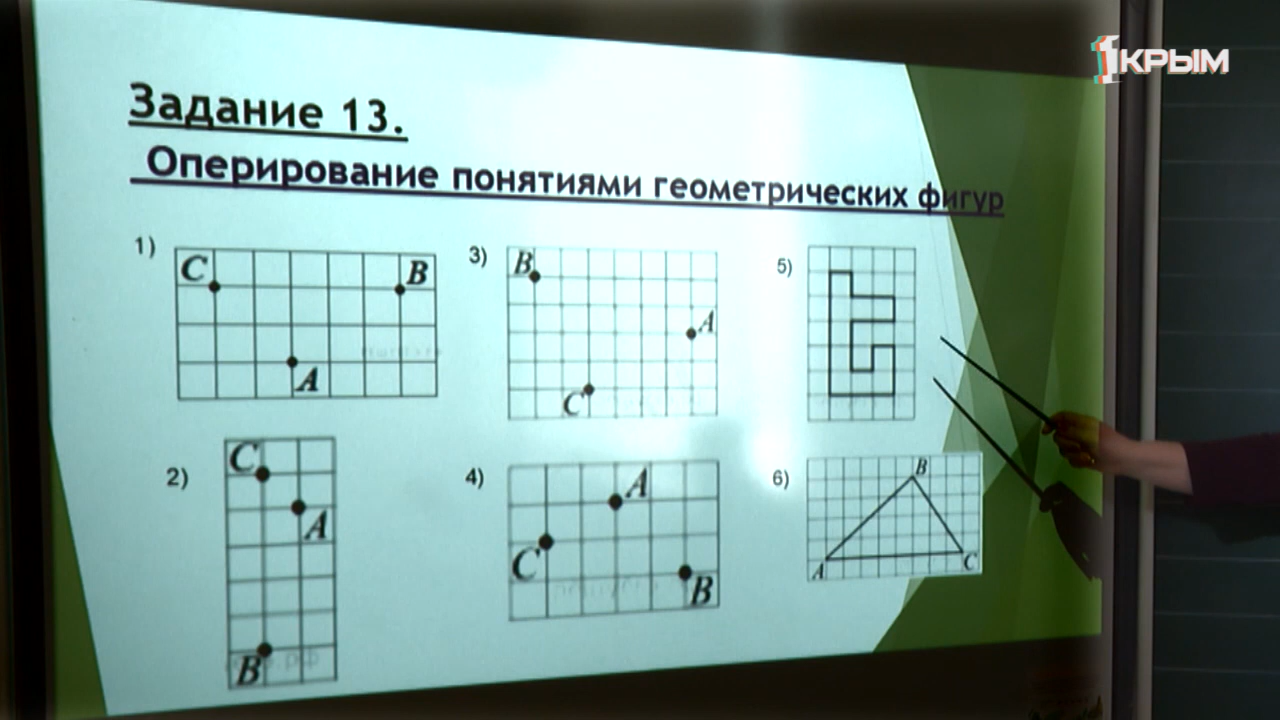 1КРЫМ
Задание 13.
Оперирование понятиями геометрических фигур
1)
C
B
A
3)
B
A
C
5)
2)
C
A
B
4)
A
C
B
6)
B
A
C